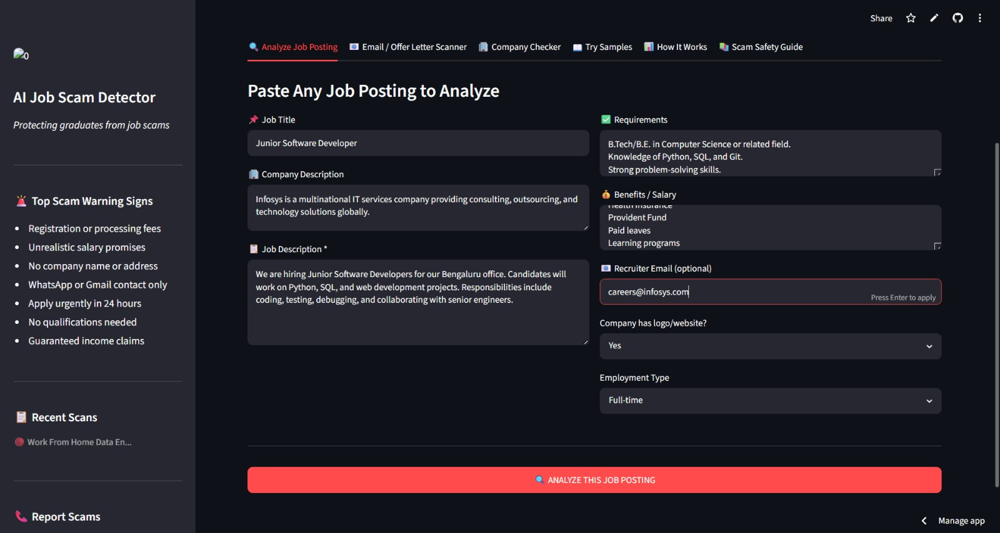 Share
0
AI Job Scam Detector
Protecting graduates from job scams
Top Scam Warning Signs
Registration or processing fees
Unrealistic salary promises
No company name or address
WhatsApp or Gmail contact only
Apply urgently in 24 hours
No qualifications needed
Guaranteed income claims
Recent Scans
Work From Home Data En...
Report Scams
Analyze Job Posting
Email / Offer Letter Scanner
Company Checker
Try Samples
How It Works
Scam Safety Guide
Paste Any Job Posting to Analyze
Job Title
Junior Software Developer
Company Description
Infosys is a multinational IT services company providing consulting, outsourcing, and
technology solutions globally.
Job Description *
We are hiring Junior Software Developers for our Bengaluru office. Candidates will
work on Python, SQL, and web development projects. Responsibilities include
coding, testing, debugging, and collaborating with senior engineers.
Requirements
B.Tech/B.E. in Computer Science or related field.
Knowledge of Python, SQL, and Git.
Strong problem-solving skills.
Benefits / Salary
Health Insurance
Provident Fund
Paid leaves
Learning programs
Recruiter Email (optional)
careers@infosys.com
Press Enter to apply
Company has logo/website?
Yes
Employment Type
Full-time
ANALYZE THIS JOB POSTING
Manage app